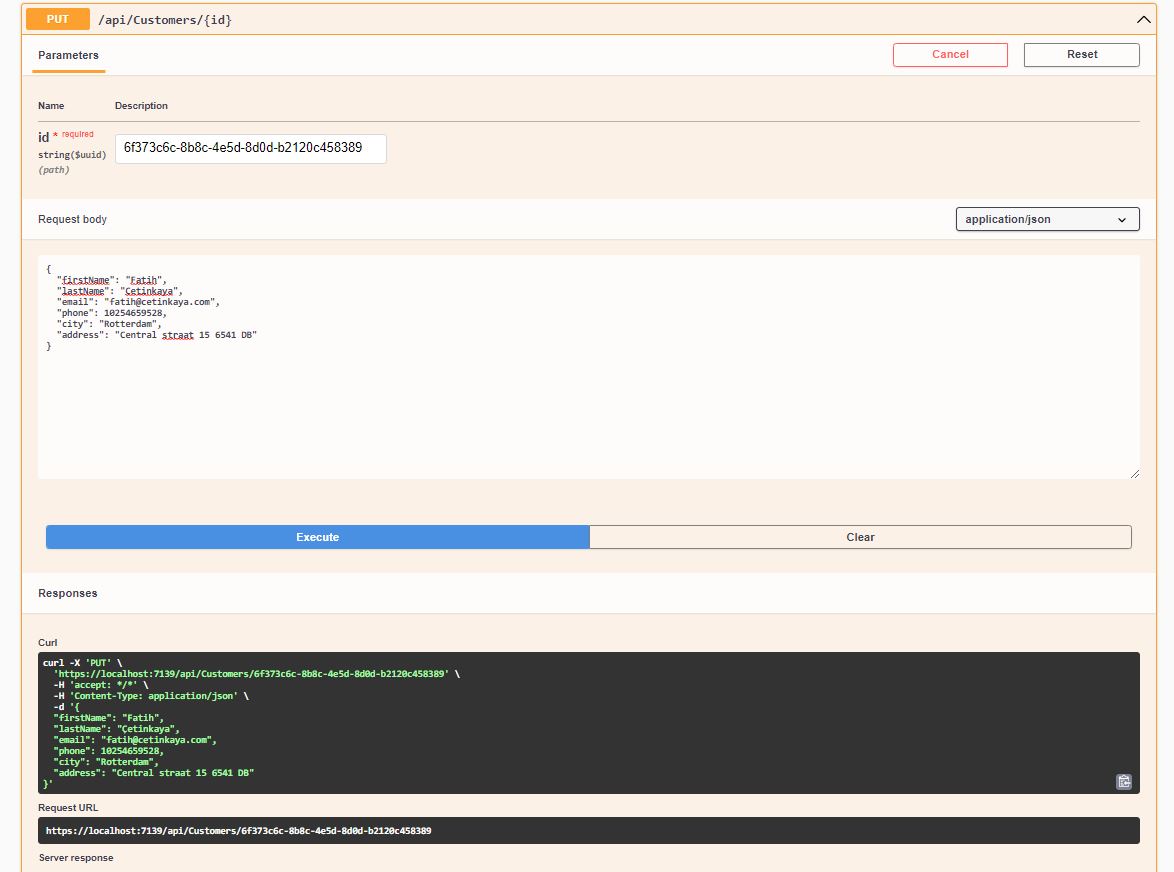 PUT /api/Customers/{id}
Parameters
Cancel
Reset
Name Description
id * required
string($uuid)
(path)
6f373c6c-8b8c-4e5d-8d0d-b2120c458389
Request body
application/json
{
"firstName": "Fatih",
"lastName": "Çetinkaya",
"email": "fatih@cetinkaya.com",
"phone": 10254659528,
"city": "Rotterdam",
"address": "Central straat 15 6541 DB"
}
Execute
Clear
Responses
Curl
curl -X 'PUT' \
'https://localhost:7139/api/Customers/6f373c6c-8b8c-4e5d-8d0d-b2120c458389' \
-H 'accept: */*' \
-H 'Content-Type: application/json' \
-d '{
"firstName": "Fatih",
"lastName": "Çetinkaya",
"email": "fatih@cetinkaya.com",
"phone": 10254659528,
"city": "Rotterdam",
"address": "Central straat 15 6541 DB"
}'
Request URL
https://localhost:7139/api/Customers/6f373c6c-8b8c-4e5d-8d0d-b2120c458389
Server response